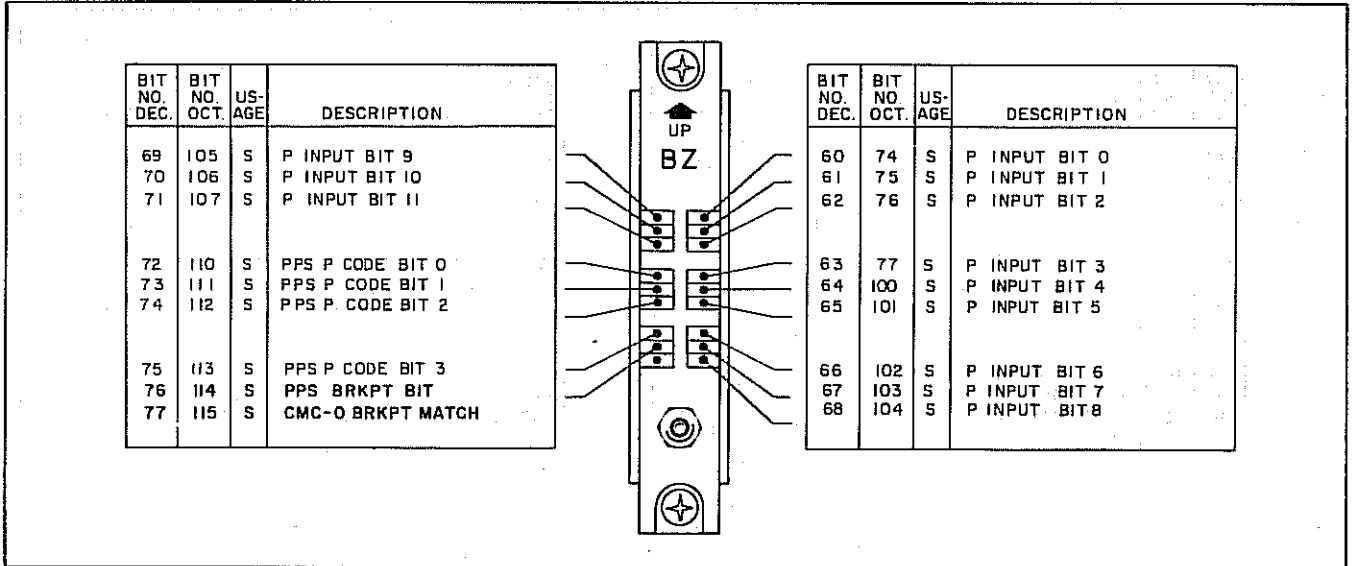 BIT NO. DEC. BIT NO. OCT. US-AGE DESCRIPTION
69 105 S P INPUT BIT 9
70 106 S P INPUT BIT 10
71 107 S P INPUT BIT 11
72 110 S PPS P CODE BIT 0
73 111 S PPS P CODE BIT 1
74 112 S PPS P CODE BIT 2
75 113 S PPS P CODE BIT 3
76 114 S PPS BRKPT BIT
77 115 S CMC-0 BRKPT MATCH
UP
BZ
BIT NO. DEC. BIT NO. OCT. US-AGE DESCRIPTION
60 74 S P INPUT BIT 0
61 75 S P INPUT BIT 1
62 76 S P INPUT BIT 2
63 77 S P INPUT BIT 3
64 100 S P INPUT BIT 4
65 101 S P INPUT BIT 5
66 102 S P INPUT BIT 6
67 103 S P INPUT BIT 7
68 104 S P INPUT BIT 8